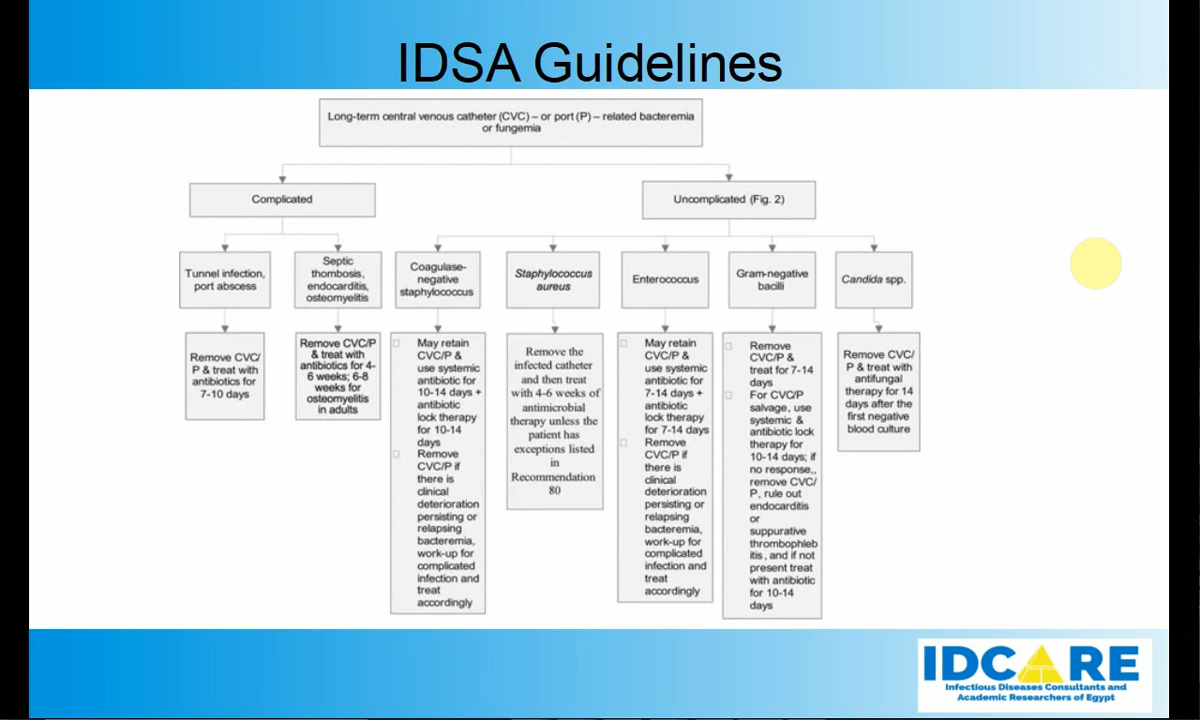 IDSA Guidelines
Long-term central venous catheter (CVC) – or port (P) – related bacteremia
or fungemia
Complicated
Uncomplicated (Fig. 2)
Tunnel infection,
port abscess
Septic
thombosis,
endocarditis,
osteomyelitis
Coagulase-
negative
staphylococcus
Staphylococcus
aureus
Enterococcus
Gram-negative
bacilli
Candida spp.
Remove CVC/
P & treat with
antibiotics for
7-10 days
Remove CVC/P
& treat with
antibiotics for 4-
6 weeks; 6-8
weeks for
osteomyelitis
in adults
May retain
CVC/P &
use systemic
antibiotic for
10-14 days +
antibiotic
lock therapy
for 10-14
days
Remove
CVC/P if
there is
clinical
deterioration
persisting or
relapsing
bacteremia,
work-up for
complicated
infection and
treat
accordingly
Remove the
infected catheter
and then treat
with 4-6 weeks of
antimicrobial
therapy unless the
patient has
exceptions listed
in
Recommendation
80
May retain
CVC/P &
use systemic
antibiotic for
7-14 days +
antibiotic
lock therapy
for 7-14 days
Remove
CVC/P if
there is
clinical
deterioration
persisting or
relapsing
bacteremia,
work-up for
complicated
infection and
treat
accordingly
Remove
CVC/P &
treat for 7-14
days
For CVC/P
salvage, use
systemic &
antibiotic lock
therapy for
10-14 days; if
no response,,
remove CVC/
P, rule out
endocarditis
or
suppurative
thrombophleb
itis, and if not
present treat
with antibiotic
for 10-14
days
Remove CVC/
P & treat with
antifungal
therapy for 14
days after the
first negative
blood culture
IDCARE
Infectious Diseases Consultants and
Academic Researchers of Egypt